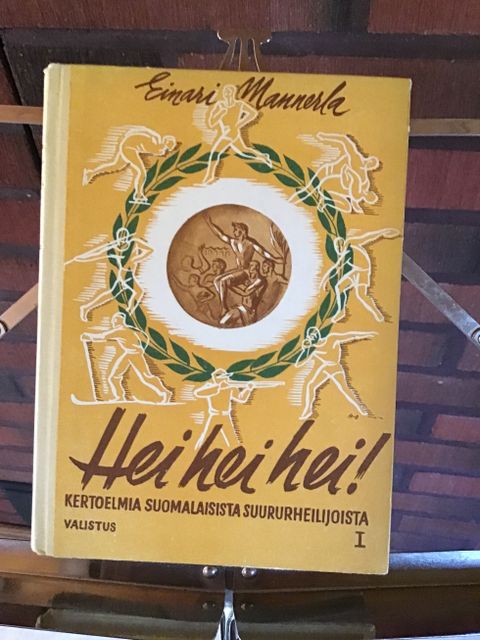 Einari Mannerla
Hei hei hei!
KERTOELMIA SUOMALAISISTA SUURURHEILIJOISTA
VALISTUS
I